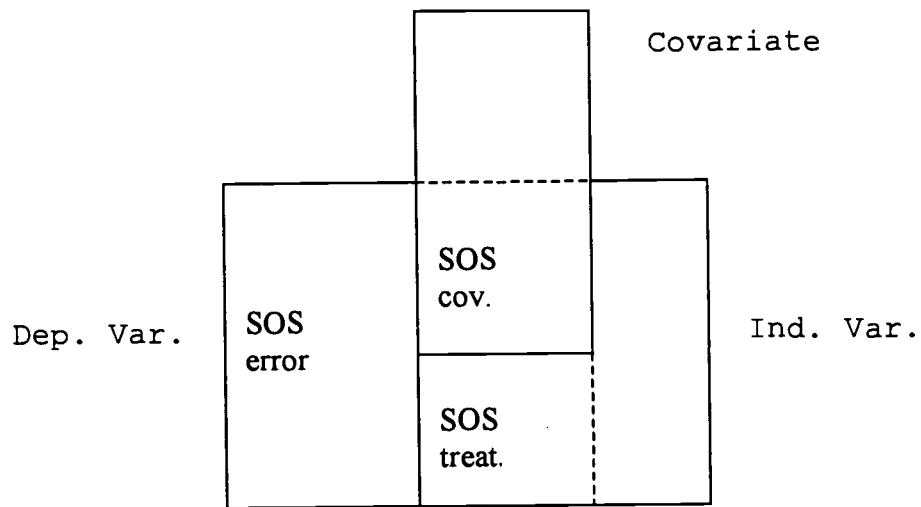 Covariate
SOS
cov.
Dep. Var.
SOS
error
Ind. Var.
SOS
treat.